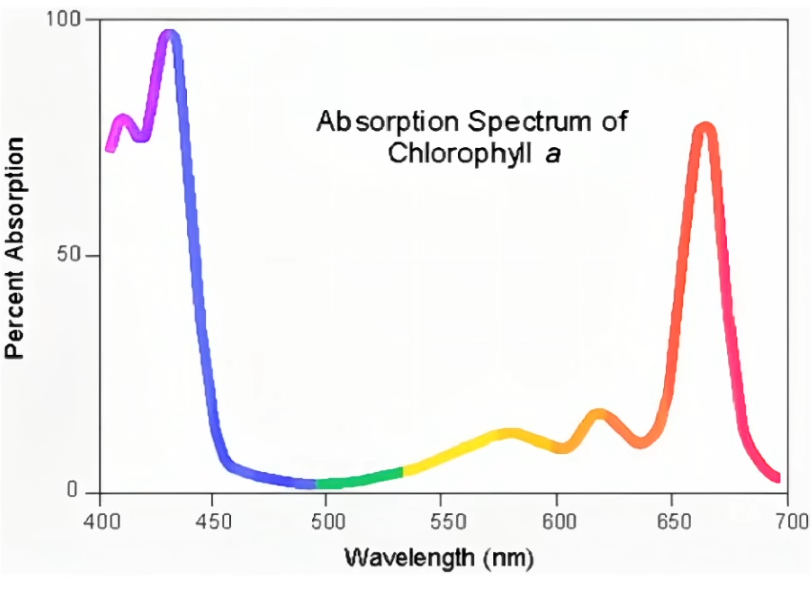 100
Absorption Spectrum of
Chlorophyll a
Percent Absorption
50
0
400 450 500 550 600 650 700
Wavelength (nm)